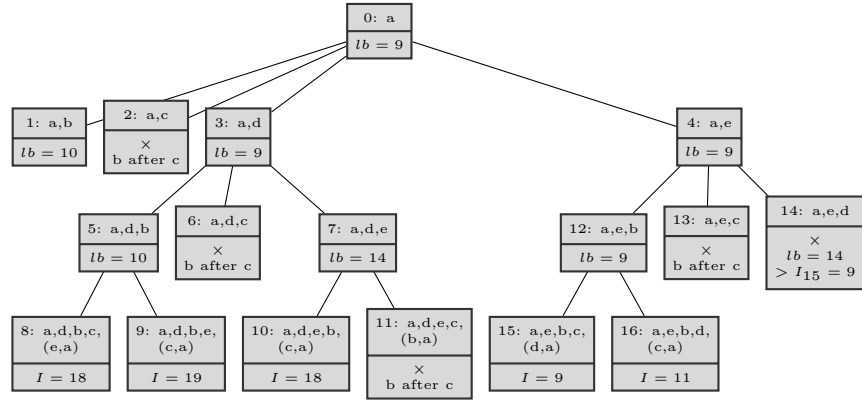 0: a
lb = 9
1: a,b
lb = 10
2: a,c
×
b after c
3: a,d
lb = 9
4: a,e
lb = 9
5: a,d,b
lb = 10
6: a,d,c
×
b after c
7: a,d,e
lb = 14
12: a,e,b
lb = 9
13: a,e,c
×
b after c
14: a,e,d
×
lb = 14
> I15 = 9
8: a,d,b,c,
(e,a)
I = 18
9: a,d,b,e,
(c,a)
I = 19
10: a,d,e,b,
(c,a)
I = 18
11: a,d,e,c,
(b,a)
×
b after c
15: a,e,b,c,
(d,a)
I = 9
16: a,e,b,d,
(c,a)
I = 11